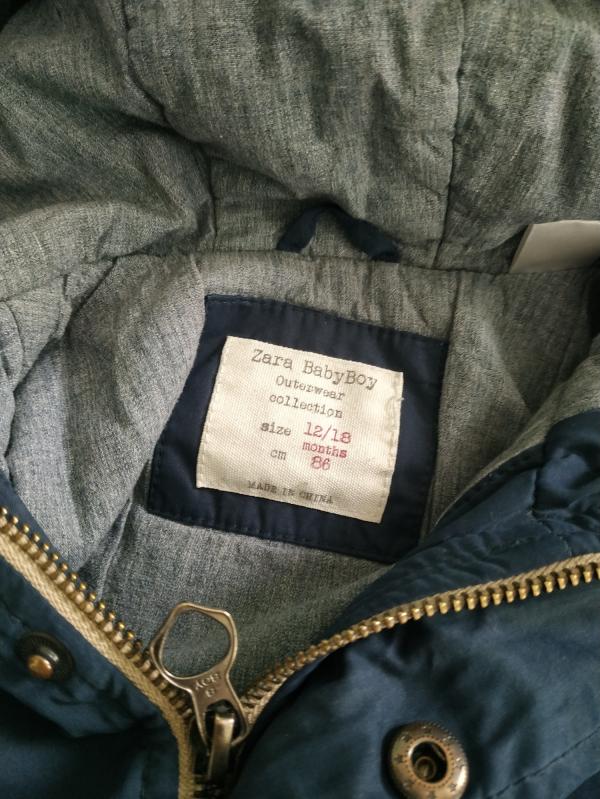 Zara BabyBoy
Outerwear
collection
size 12/18
months
cm 86
MADE IN CHINA